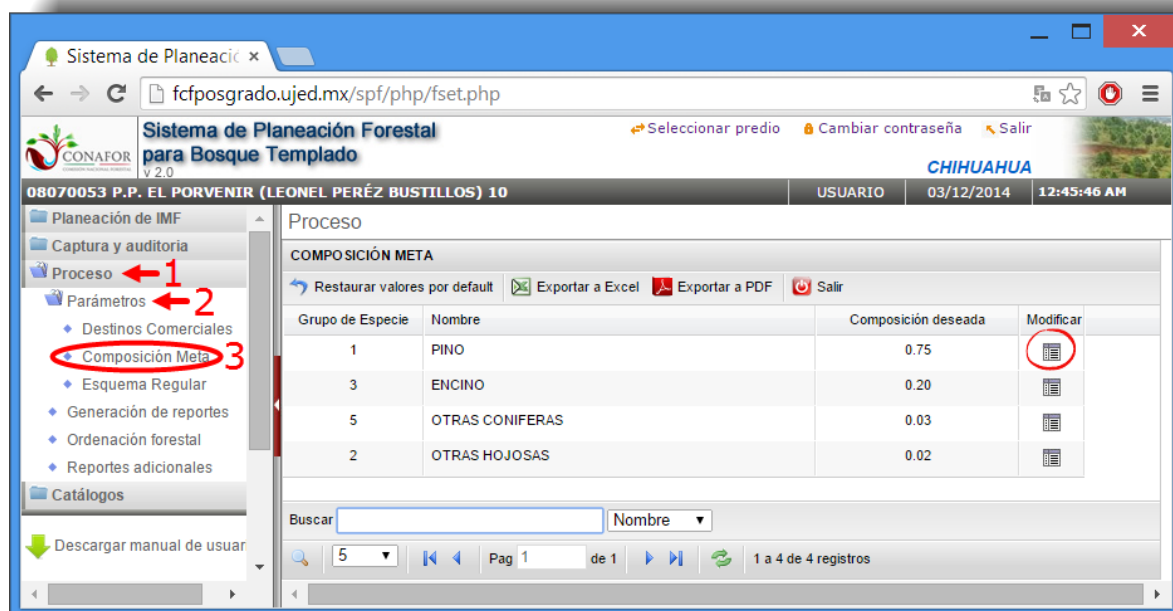 Sistema de Planeació
fcfposgrado.ujed.mx/spf/php/fset.php
CONAFOR
Sistema de Planeación Forestal
para Bosque Templado
v 2.0
Seleccionar predio Cambiar contraseña Salir
CHIHUAHUA
08070053 P.P. EL PORVENIR (LEONEL PERÉZ BUSTILLOS) 10 USUARIO 03/12/2014 12:45:46 AM
Planeación de IMF
Captura y auditoria
Proceso 1
Parámetros 2
Destinos Comerciales
Composición Meta 3
Esquema Regular
Generación de reportes
Ordenación forestal
Reportes adicionales
Catálogos
Descargar manual de usuar
Proceso
COMPOSICIÓN META
Restaurar valores por default Exportar a Excel Exportar a PDF Salir
Grupo de Especie Nombre Composición deseada Modificar
1 PINO 0.75
3 ENCINO 0.20
5 OTRAS CONIFERAS 0.03
2 OTRAS HOJOSAS 0.02
Buscar Nombre
5 Pag 1 de 1 1 a 4 de 4 registros